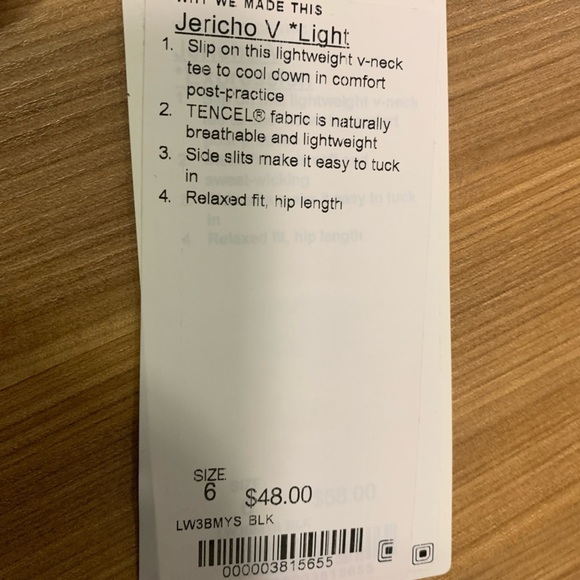 WHY WE MADE THIS
Jericho V *Light
1. Slip on this lightweight v-neck
tee to cool down in comfort
post-practice
2. TENCEL® fabric is naturally
breathable and lightweight
3. Side slits make it easy to tuck
in
4. Relaxed fit, hip length
SIZE
6 $48.00
LW3BMYS BLK
000003815655